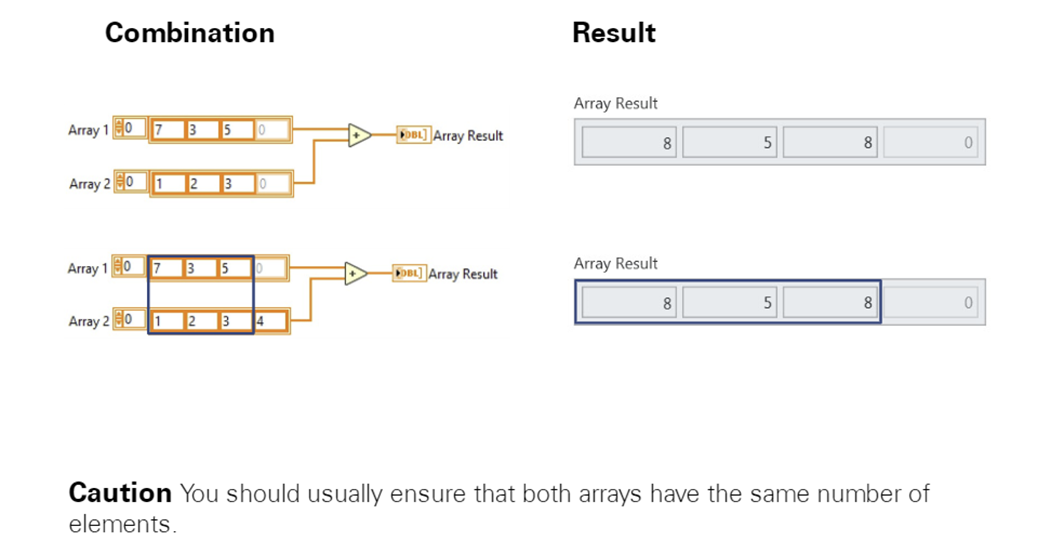 Combination
Result
Array Result
Array 1 0 7 3 5 0 + DBL] Array Result
8 5 8 0
Array 2 0 1 2 3 0
Array 1 0 7 3 5 0 + DBL] Array Result
Array Result
8 5 8 0
Array 2 0 1 2 3 4
Caution You should usually ensure that both arrays have the same number of
elements.